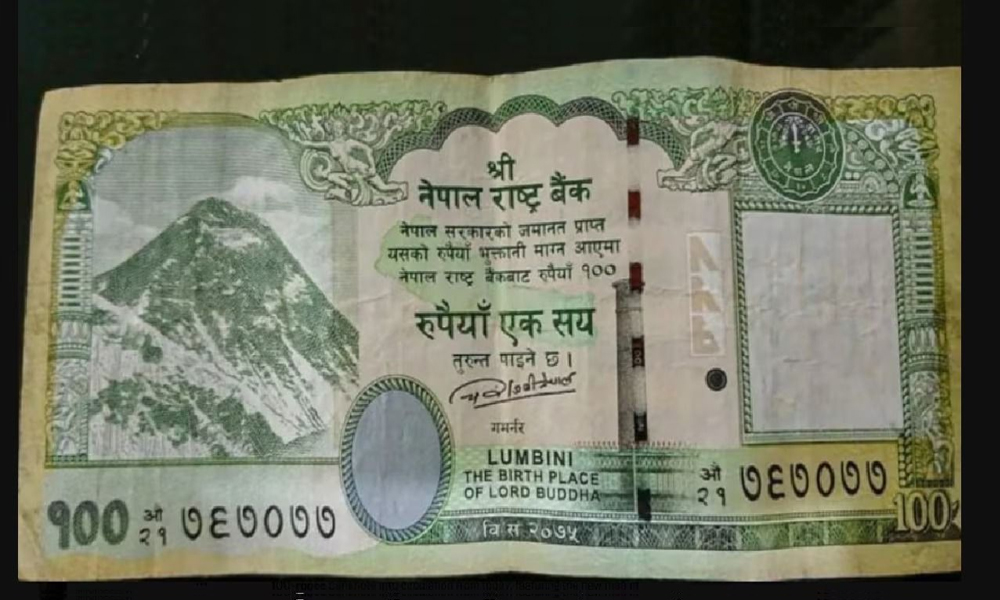 श्री
नेपाल राष्ट्र बैंक
नेपाल सरकारको जमानत प्राप्त
यसको रुपैयाँ भुक्तानी माग्न आएमा
नेपाल राष्ट्र बैंकबाट रुपैयाँ १००
रुपैयाँ एक सय
तुरुन्त पाइने छ।
गभर्नर
LUMBINI
THE BIRTH PLACE
OF LORD BUDDHA
औ
२१ ७६७०७७
१०० औ
२१ ७६७०७७
वि सं २०७५
100